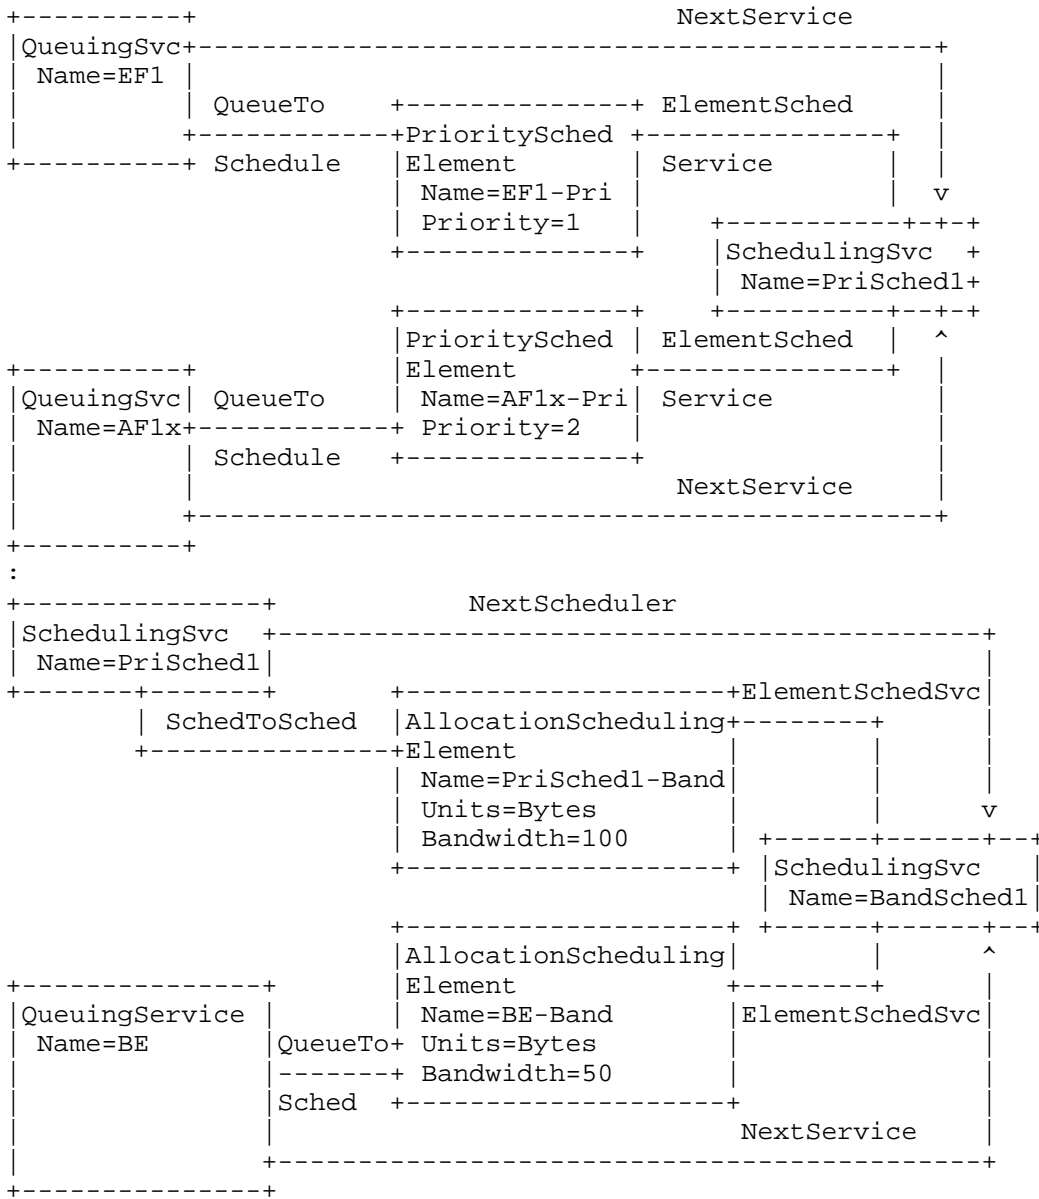 NextService
QueuingSvc
Name=EF1
QueueTo ElementSched
PrioritySched
Schedule Element Service
Name=EF1-Pri v
Priority=1
SchedulingSvc
Name=PriSched1
PrioritySched ElementSched ^
Element
QueuingSvc QueueTo Name=AF1x-Pri Service
Name=AF1x Priority=2
Schedule
NextService
:
NextScheduler
SchedulingSvc
Name=PriSched1
ElementSchedSvc
SchedToSched AllocationScheduling
Element
Name=PriSched1-Band
Units=Bytes v
Bandwidth=100
SchedulingSvc
Name=BandSched1
AllocationScheduling ^
Element
QueuingService Name=BE-Band ElementSchedSvc
Name=BE QueueTo Units=Bytes
Bandwidth=50
Sched
NextService